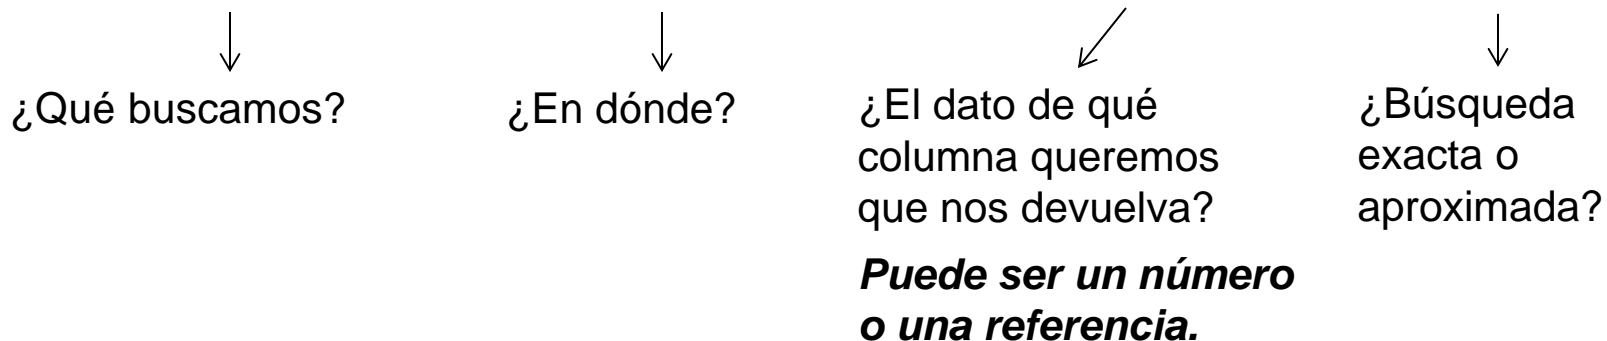 ¿Qué buscamos?
¿En dónde?
¿El dato de qué
columna queremos
que nos devuelva?
Puede ser un número
o una referencia.
¿Búsqueda
exacta o
aproximada?